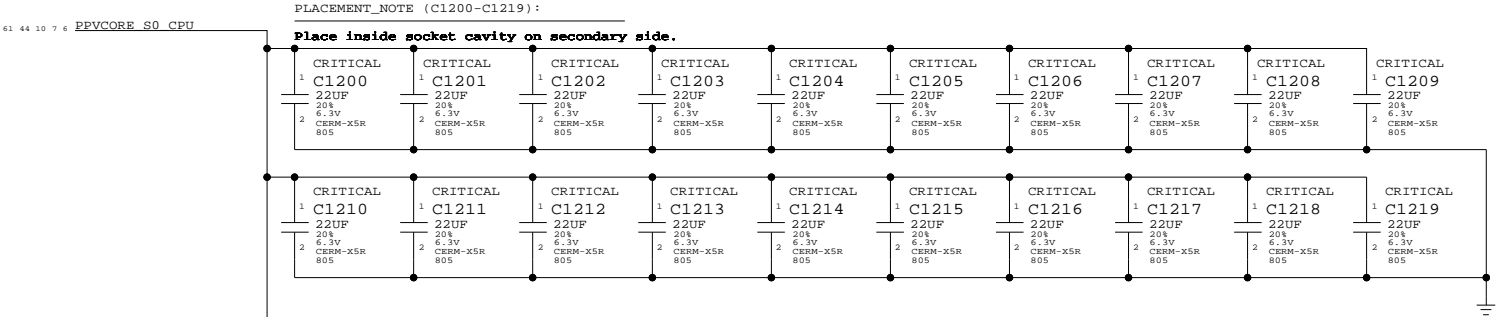 PLACEMENT_NOTE (C1200-C1219):
61 44 10 7 6 PPVCORE_S0_CPU
Place inside socket cavity on secondary side.
CRITICAL CRITICAL CRITICAL CRITICAL CRITICAL CRITICAL CRITICAL CRITICAL CRITICAL CRITICAL
1 C1200 1 C1201 1 C1202 1 C1203 1 C1204 1 C1205 1 C1206 1 C1207 1 C1208 1 C1209
22UF 22UF 22UF 22UF 22UF 22UF 22UF 22UF 22UF 22UF
20% 20% 20% 20% 20% 20% 20% 20% 20% 20%
6.3V 6.3V 6.3V 6.3V 6.3V 6.3V 6.3V 6.3V 6.3V 6.3V
2 CERM-X5R 2 CERM-X5R 2 CERM-X5R 2 CERM-X5R 2 CERM-X5R 2 CERM-X5R 2 CERM-X5R 2 CERM-X5R 2 CERM-X5R 2 CERM-X5R
805 805 805 805 805 805 805 805 805 805
CRITICAL CRITICAL CRITICAL CRITICAL CRITICAL CRITICAL CRITICAL CRITICAL CRITICAL CRITICAL
1 C1210 1 C1211 1 C1212 1 C1213 1 C1214 1 C1215 1 C1216 1 C1217 1 C1218 1 C1219
22UF 22UF 22UF 22UF 22UF 22UF 22UF 22UF 22UF 22UF
20% 20% 20% 20% 20% 20% 20% 20% 20% 20%
6.3V 6.3V 6.3V 6.3V 6.3V 6.3V 6.3V 6.3V 6.3V 6.3V
2 CERM-X5R 2 CERM-X5R 2 CERM-X5R 2 CERM-X5R 2 CERM-X5R 2 CERM-X5R 2 CERM-X5R 2 CERM-X5R 2 CERM-X5R 2 CERM-X5R
805 805 805 805 805 805 805 805 805 805